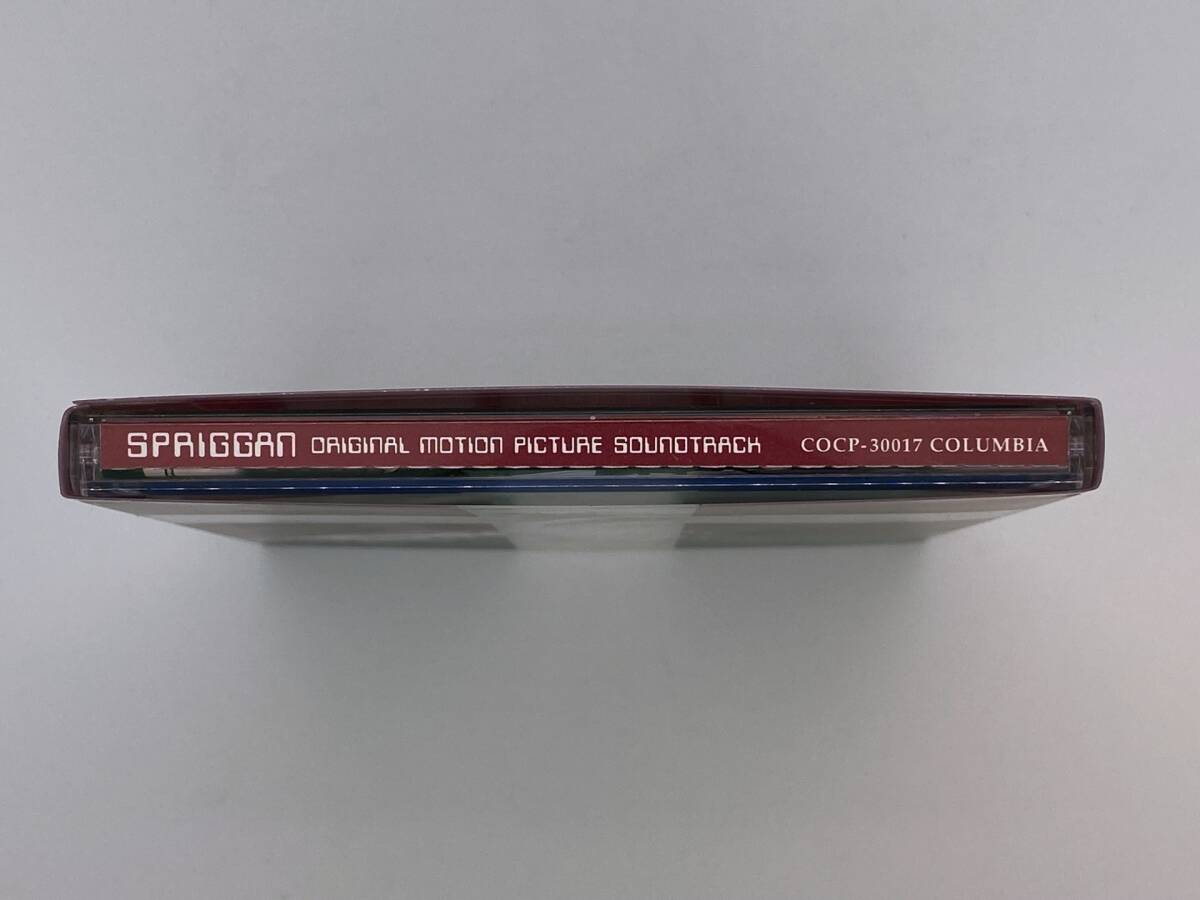 SPRIGGAN ORIGINAL MOTION PICTURE SOUNDTRACK COCP-30017 COLUMBIA